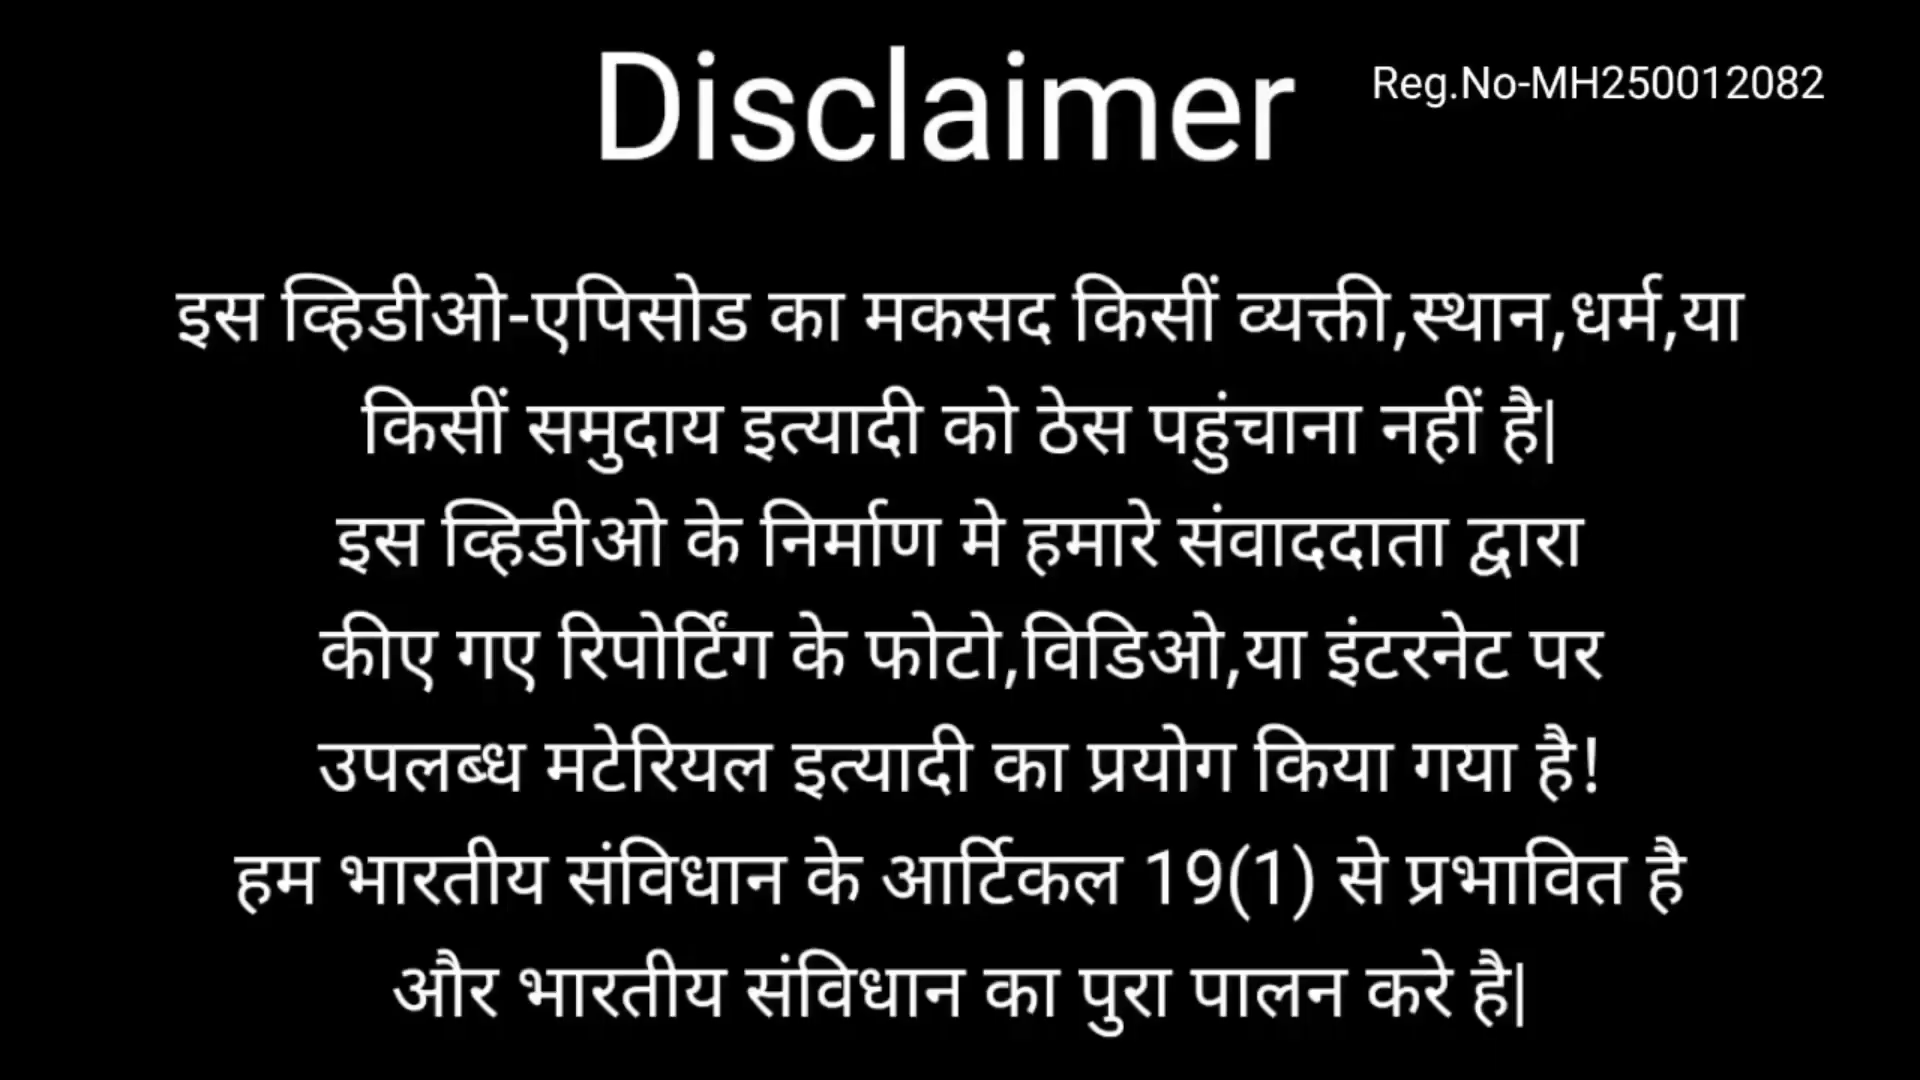 Disclaimer
Reg.No-MH250012082
इस व्हिडीओ-एपिसोड का मकसद किसीं व्यक्ती,स्थान,धर्म,या
किसीं समुदाय इत्यादी को ठेस पहुंचाना नहीं है|
इस व्हिडीओ के निर्माण मे हमारे संवाददाता द्वारा
कीए गए रिपोर्टिंग के फोटो,विडिओ,या इंटरनेट पर
उपलब्ध मटेरियल इत्यादी का प्रयोग किया गया है!
हम भारतीय संविधान के आर्टिकल 19(1) से प्रभावित है
और भारतीय संविधान का पुरा पालन करे है|